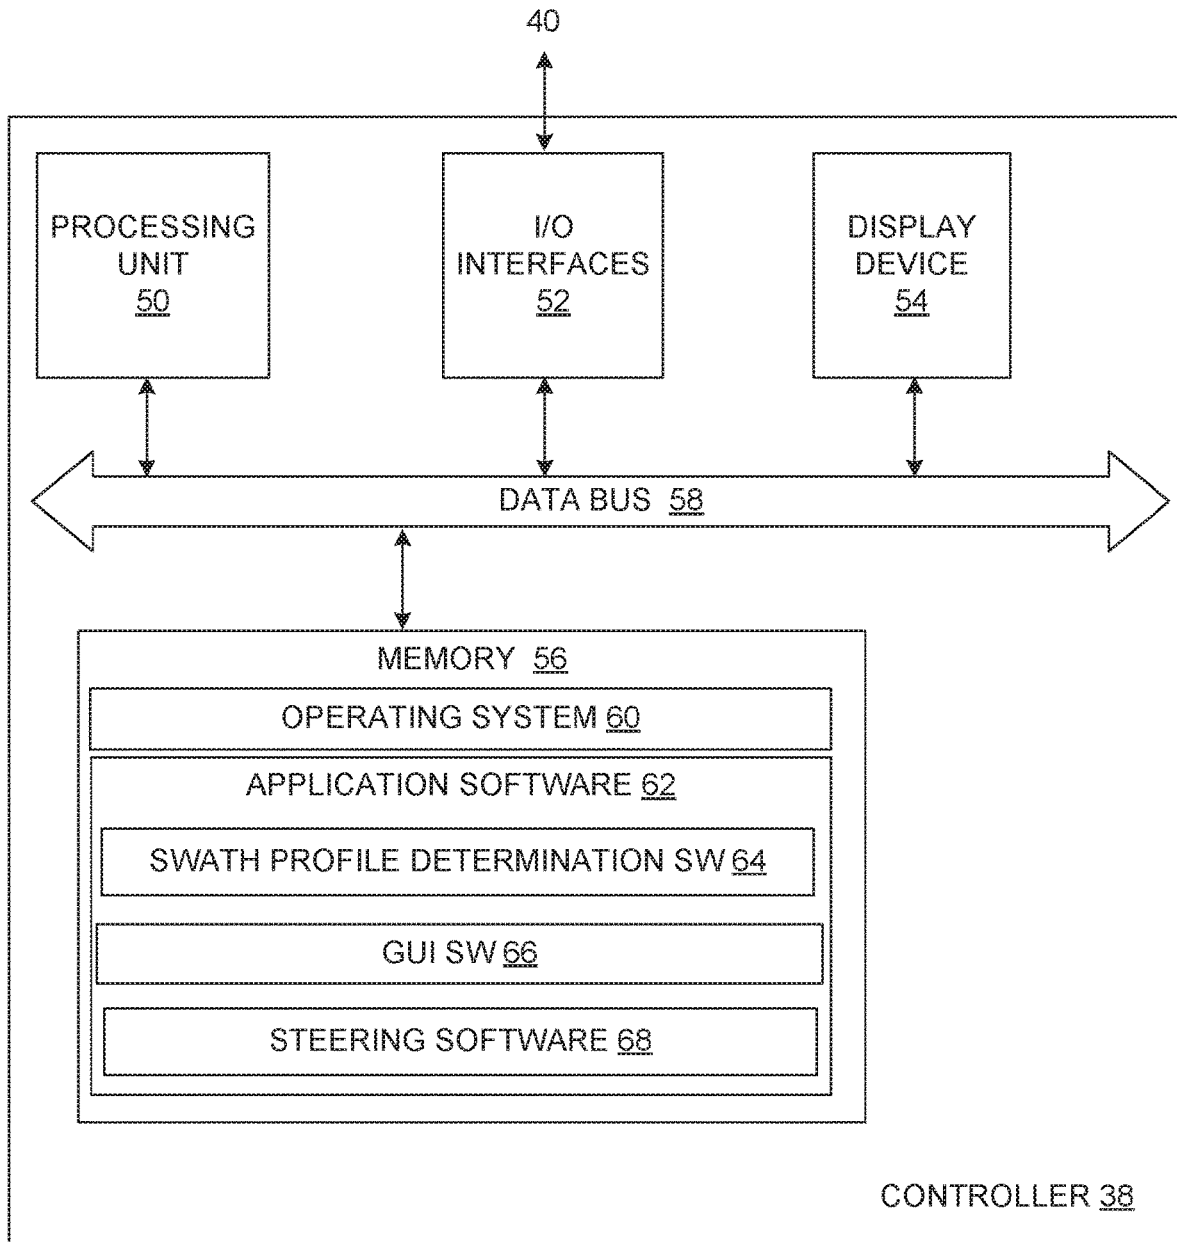 40
PROCESSING
UNIT
50
I/O
INTERFACES
52
DISPLAY
DEVICE
54
DATA BUS 58
MEMORY 56
OPERATING SYSTEM 60
APPLICATION SOFTWARE 62
SWATH PROFILE DETERMINATION SW 64
GUI SW 66
STEERING SOFTWARE 68
CONTROLLER 38